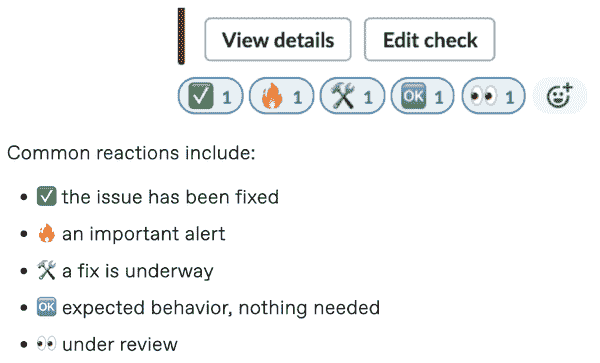 View details Edit check
✅ 1 🔥 1 🛠 1 🆗 1 👀 1
Common reactions include:
• ✅ the issue has been fixed
• 🔥 an important alert
• 🛠 a fix is underway
• 🆗 expected behavior, nothing needed
• 👀 under review